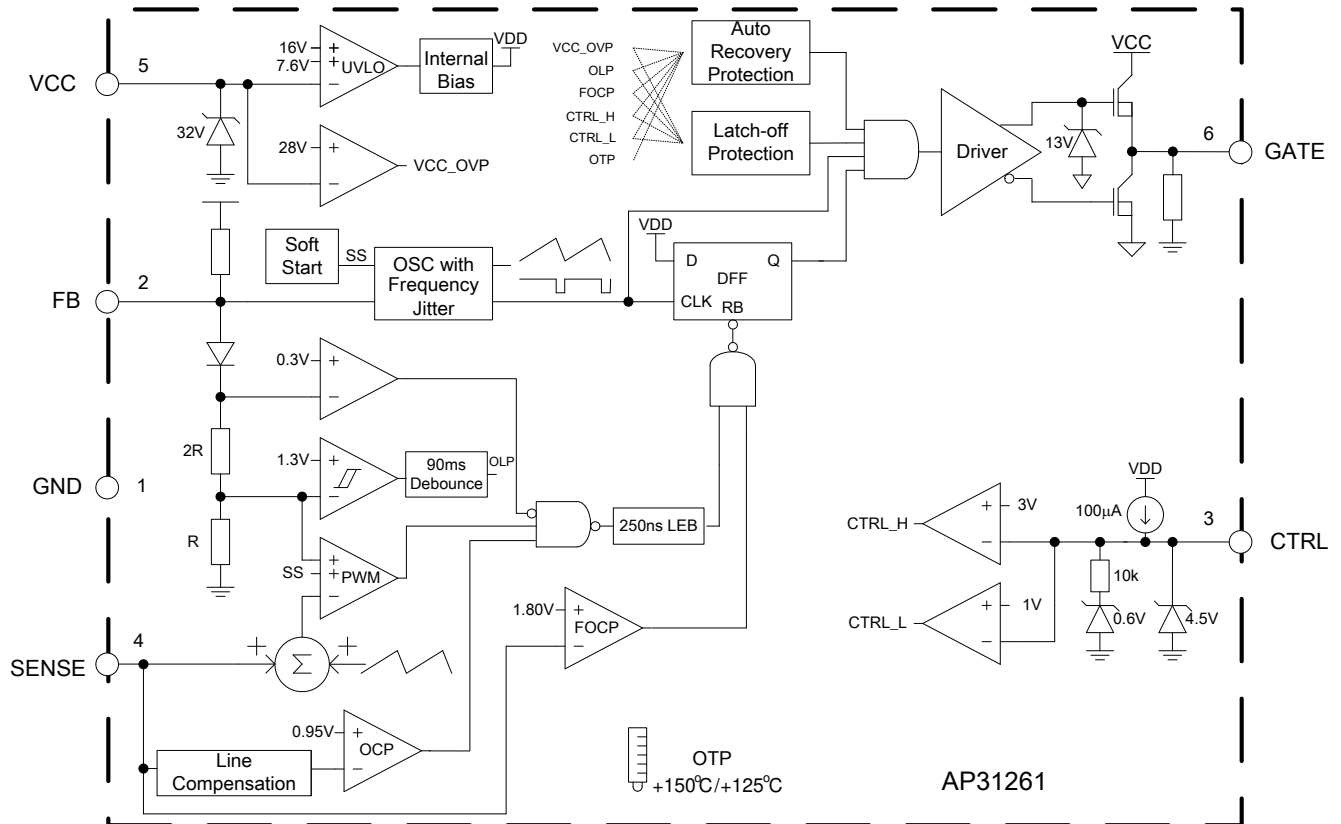 VCC
5
16V
7.6V
+
+
−
UVLO
Internal
Bias
VDD
32V
28V
+
−
VCC_OVP
VCC_OVP
OLP
FOCP
CTRL_H
CTRL_L
OTP
Auto
Recovery
Protection
Latch-off
Protection
Driver
VCC
13V
6
GATE
FB
2
Soft
Start
SS
OSC with
Frequency
Jitter
VDD
D
Q
DFF
CLK
RB
0.3V
+
−
2R
1.3V
+
−
90ms
Debounce
OLP
GND
1
R
SS
+
+
−
PWM
250ns LEB
1.80V
+
−
FOCP
SENSE
4
+
Σ
+
0.95V
+
−
OCP
Line
Compensation
CTRL_H
+
−
3V
VDD
100μA
3
CTRL
CTRL_L
+
−
1V
10k
0.6V
4.5V
OTP
+150°C/+125°C
AP31261